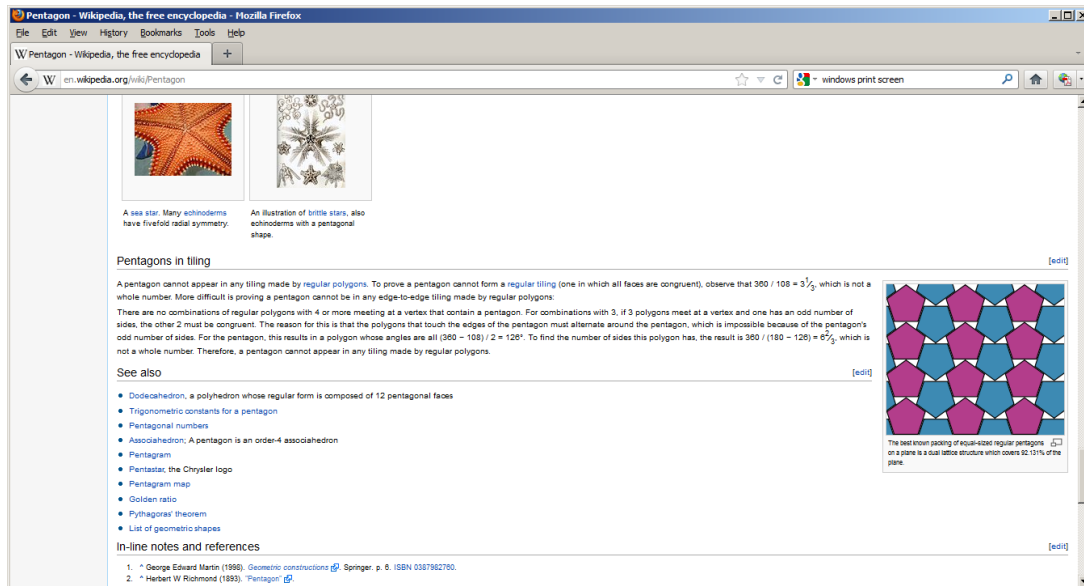 Pentagon - Wikipedia, the free encyclopedia - Mozilla Firefox
File Edit View History Bookmarks Tools Help
W Pentagon - Wikipedia, the free encyclopedia +
W en.wikipedia.org/wiki/Pentagon windows print screen
A sea star. Many echinoderms
have fivefold radial symmetry.
An illustration of brittle stars, also
echinoderms with a pentagonal
shape.
Pentagons in tiling [edit]
A pentagon cannot appear in any tiling made by regular polygons. To prove a pentagon cannot form a regular tiling (one in which all faces are congruent), observe that 360 / 108 = 3 1/3, which is not a
whole number. More difficult is proving a pentagon cannot be in any edge-to-edge tiling made by regular polygons:
There are no combinations of regular polygons with 4 or more meeting at a vertex that contain a pentagon. For combinations with 3, if 3 polygons meet at a vertex and one has an odd number of
sides, the other 2 must be congruent. The reason for this is that the polygons that touch the edges of the pentagon must alternate around the pentagon, which is impossible because of the pentagon's
odd number of sides. For the pentagon, this results in a polygon whose angles are all (360 − 108) / 2 = 126°. To find the number of sides this polygon has, the result is 360 / (180 − 126) = 6 2/3, which is
not a whole number. Therefore, a pentagon cannot appear in any tiling made by regular polygons.
The best known packing of equal-sized regular pentagons
on a plane is a dual lattice structure which covers 92.131% of the
plane.
See also [edit]
Dodecahedron, a polyhedron whose regular form is composed of 12 pentagonal faces
Trigonometric constants for a pentagon
Pentagonal numbers
Associahedron; A pentagon is an order-4 associahedron
Pentagram
Pentastar, the Chrysler logo
Pentagram map
Golden ratio
Pythagoras' theorem
List of geometric shapes
In-line notes and references [edit]
1. ^ George Edward Martin (1998). Geometric constructions. Springer. p. 6. ISBN 0387982760.
2. ^ Herbert W Richmond (1893). "Pentagon".